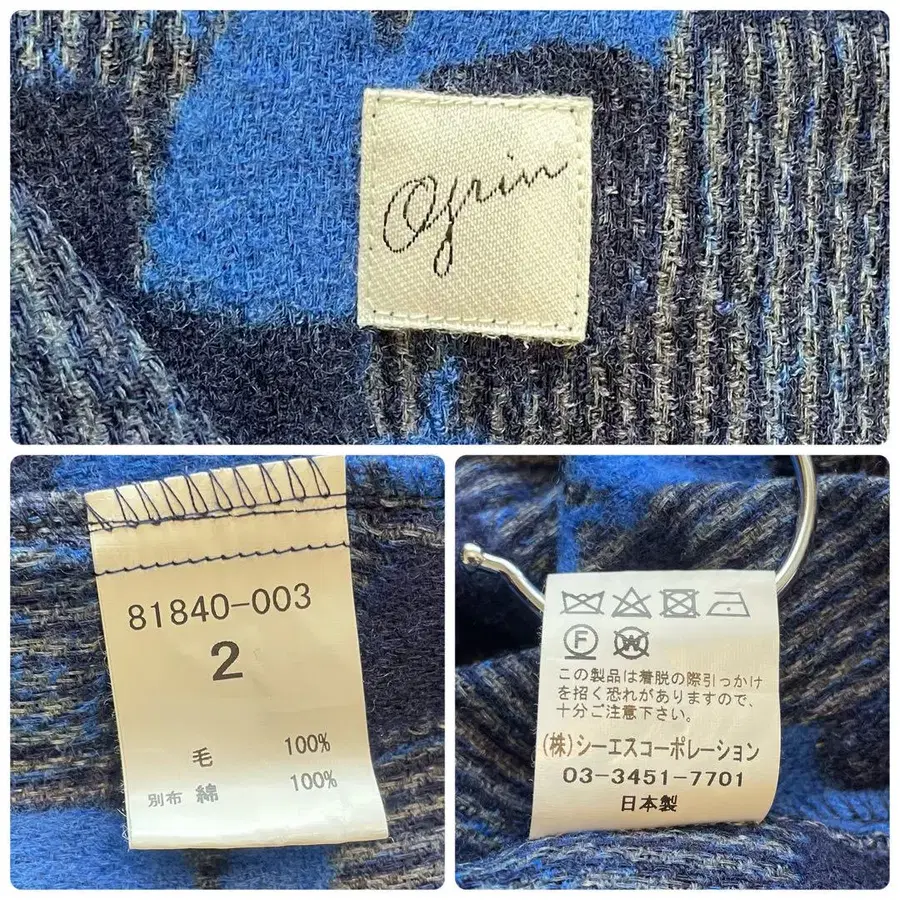 Ofrin
81840-003
2
毛 100%
別布 綿 100%
F
W
この製品は着脱の際引っかけ
を招く恐れがありますので、
十分ご注意下さい。
(株)シーエスコーポレーション
03-3451-7701
日本製